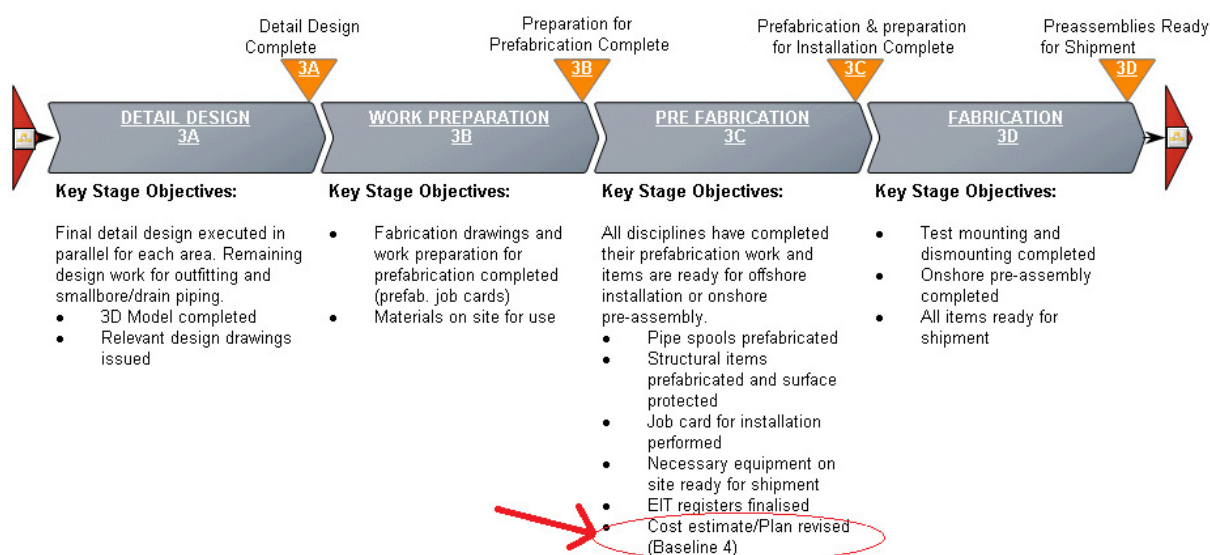 Detail Design
Complete
Preparation for
Prefabrication Complete
Prefabrication & preparation
for Installation Complete
Preassemblies Ready
for Shipment
3A
3B
3C
3D
DETAIL DESIGN
3A
WORK PREPARATION
3B
PRE FABRICATION
3C
FABRICATION
3D
Key Stage Objectives:
Final detail design executed in
parallel for each area. Remaining
design work for outfitting and
smallbore/drain piping.
● 3D Model completed
● Relevant design drawings
issued
Key Stage Objectives:
● Fabrication drawings and
work preparation for
prefabrication completed
(prefab. job cards)
● Materials on site for use
Key Stage Objectives:
All disciplines have completed
their prefabrication work and
items are ready for offshore
installation or onshore
pre-assembly.
● Pipe spools prefabricated
● Structural items
prefabricated and surface
protected
● Job card for installation
performed
● Necessary equipment on
site ready for shipment
● EIT registers finalised
● Cost estimate/Plan revised
(Baseline 4)
Key Stage Objectives:
● Test mounting and
dismounting completed
● Onshore pre-assembly
completed
● All items ready for
shipment